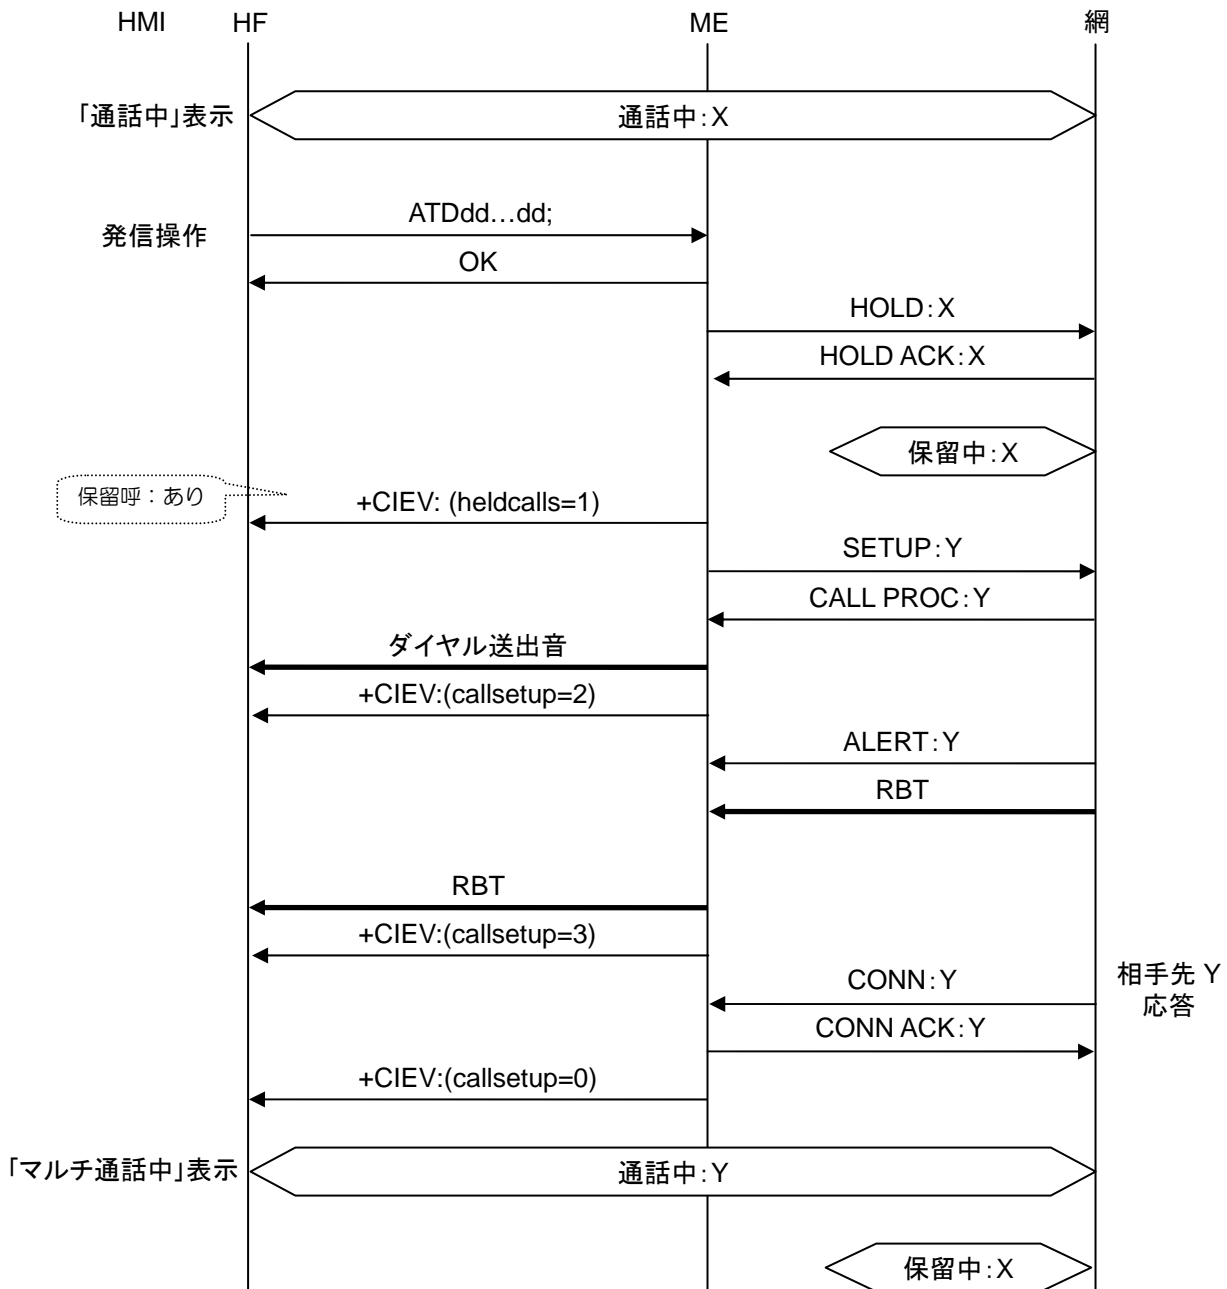 HMI HF ME 網
「通話中」表示
通話中：X
発信操作
ATDdd…dd;
OK
HOLD：X
HOLD ACK：X
保留中：X
保留呼：あり
+CIEV: (heldcalls=1)
SETUP：Y
CALL PROC：Y
ダイヤル送出音
+CIEV:(callsetup=2)
ALERT：Y
RBT
RBT
+CIEV:(callsetup=3)
相手先 Y
応答
CONN：Y
CONN ACK：Y
+CIEV:(callsetup=0)
「マルチ通話中」表示
通話中：Y
保留中：X